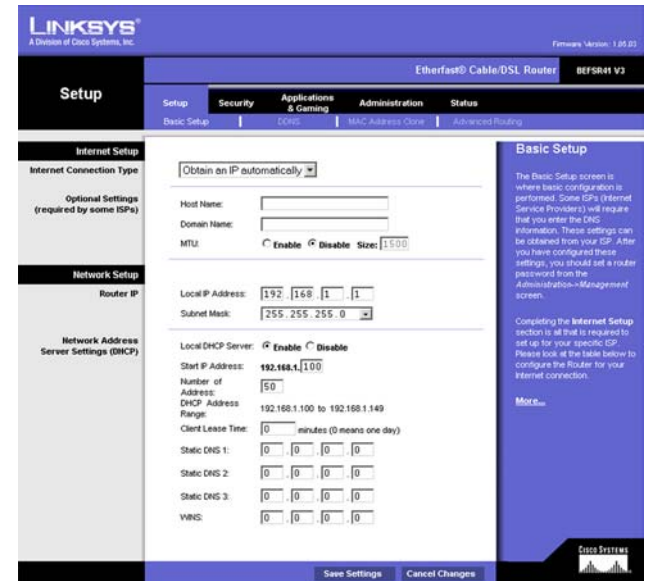 LINKSYS®
A Division of Cisco Systems, Inc.
Firmware Version: 1.05.03
Etherfast® Cable/DSL Router BEFSR41 V3
Setup
Setup Security Applications & Gaming Administration Status
Basic Setup DDNS MAC Address Clone Advanced Routing
Internet Setup
Internet Connection Type
Obtain an IP automatically
Optional Settings
(required by some ISPs)
Host Name:
Domain Name:
MTU: Enable Disable Size: 1500
Network Setup
Router IP
Local IP Address: 192 . 168 . 1 . 1
Subnet Mask: 255.255.255.0
Network Address
Server Settings (DHCP)
Local DHCP Server: Enable Disable
Start IP Address: 192.168.1. 100
Number of
Address: 50
DHCP Address
Range: 192.168.1.100 to 192.168.1.149
Client Lease Time: 0 minutes (0 means one day)
Static DNS 1: 0 . 0 . 0 . 0
Static DNS 2: 0 . 0 . 0 . 0
Static DNS 3: 0 . 0 . 0 . 0
WINS: 0 . 0 . 0 . 0
Basic Setup
The Basic Setup screen is
where basic configuration is
performed. Some ISPs (Internet
Service Providers) will require
that you enter the DNS
information. These settings can
be obtained from your ISP. After
you have configured these
settings, you should set a router
password from the
Administration->Management
screen.
Completing the Internet Setup
section is all that is required to
set up for your specific ISP.
Please look at the table below to
configure the Router for your
Internet connection.
More...
Save Settings Cancel Changes
CISCO SYSTEMS